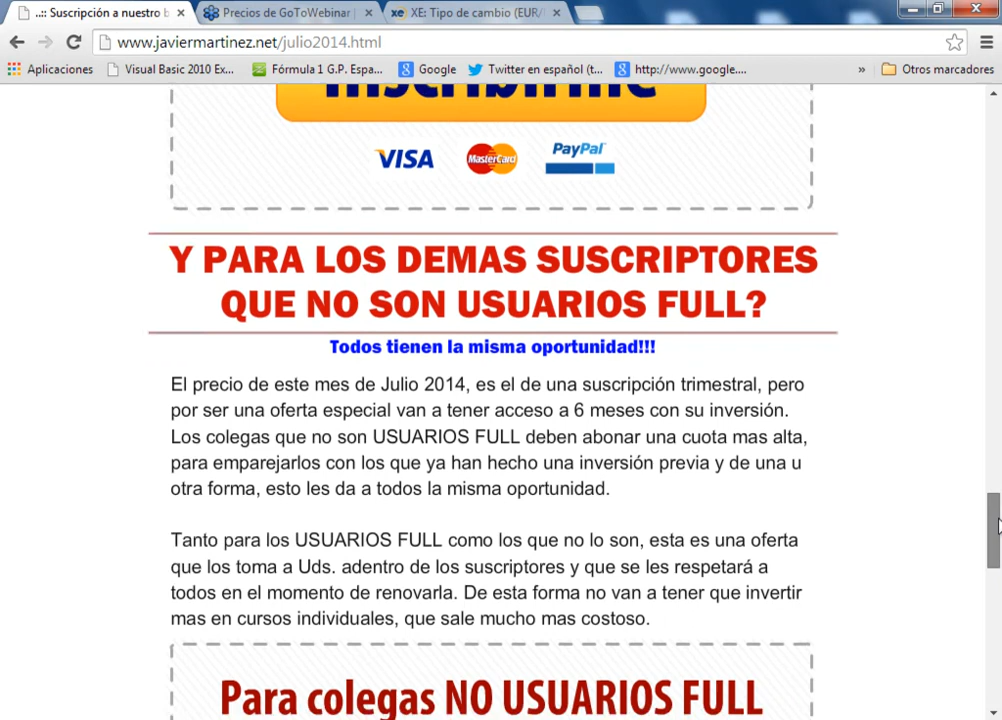 ..:: Suscripción a nuestro b
Precios de GoToWebinar |
XE: Tipo de cambio (EUR/
www.javiermartinez.net/julio2014.html
Aplicaciones
Visual Basic 2010 Ex...
Fórmula 1 G.P. Espa...
Google
Twitter en español (t...
http://www.google....
»
Otros marcadores
Inscribirme
VISA
MasterCard
PayPal
Y PARA LOS DEMAS SUSCRIPTORES
QUE NO SON USUARIOS FULL?
Todos tienen la misma oportunidad!!!
El precio de este mes de Julio 2014, es el de una suscripción trimestral, pero
por ser una oferta especial van a tener acceso a 6 meses con su inversión.
Los colegas que no son USUARIOS FULL deben abonar una cuota mas alta,
para emparejarlos con los que ya han hecho una inversión previa y de una u
otra forma, esto les da a todos la misma oportunidad.
Tanto para los USUARIOS FULL como los que no lo son, esta es una oferta
que los toma a Uds. adentro de los suscriptores y que se les respetará a
todos en el momento de renovarla. De esta forma no van a tener que invertir
mas en cursos individuales, que sale mucho mas costoso.
Para colegas NO USUARIOS FULL